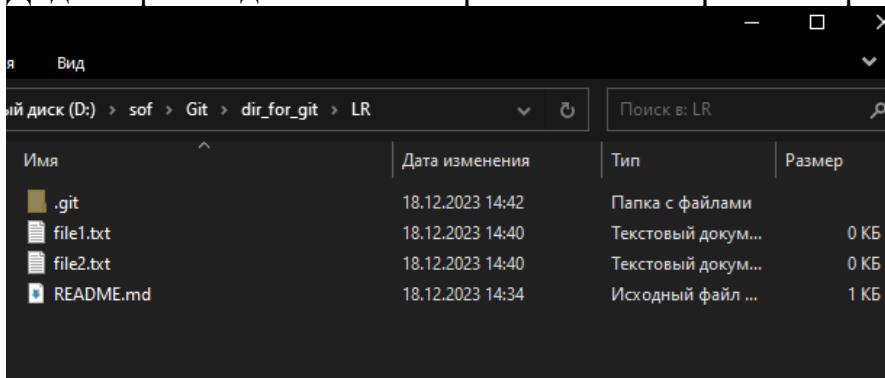 я Вид
ый диск (D:) > sof > Git > dir_for_git > LR Поиск в: LR
Имя Дата изменения Тип Размер
.git 18.12.2023 14:42 Папка с файлами
file1.txt 18.12.2023 14:40 Текстовый докум... 0 КБ
file2.txt 18.12.2023 14:40 Текстовый докум... 0 КБ
README.md 18.12.2023 14:34 Исходный файл ... 1 КБ